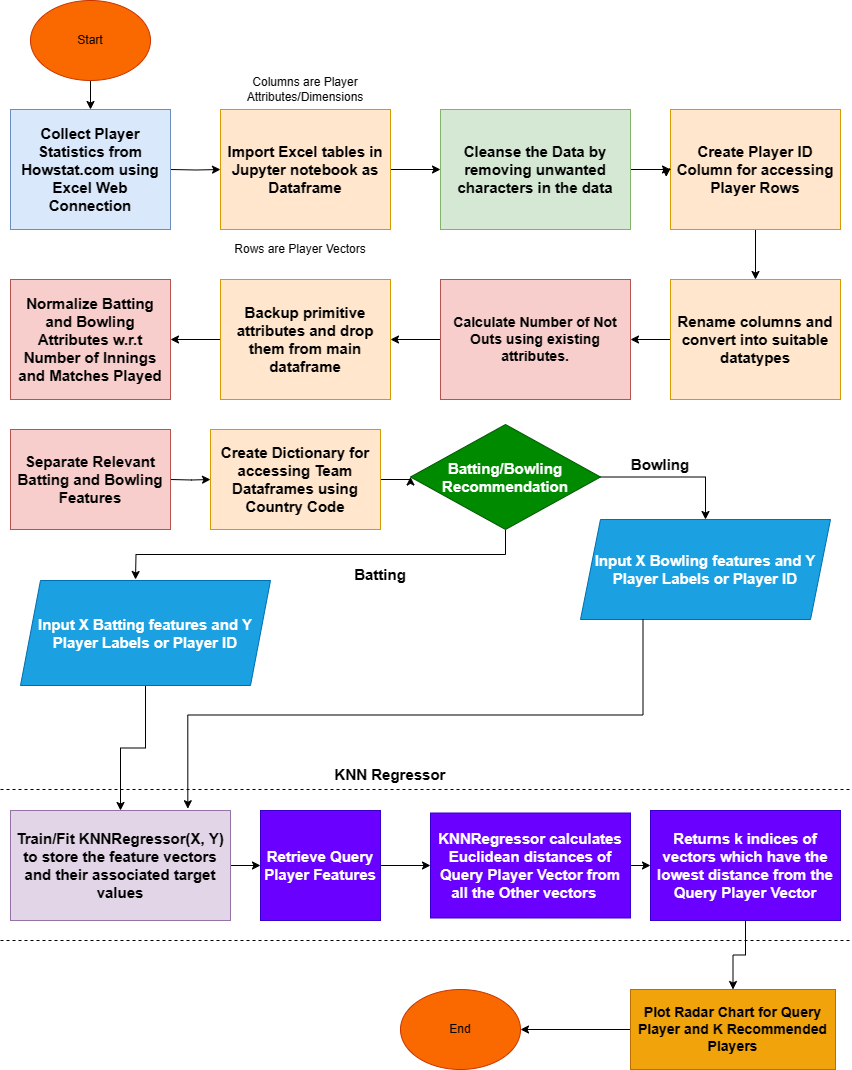 Start
Columns are Player
Attributes/Dimensions
Collect Player
Statistics from
Howstat.com using
Excel Web
Connection
Import Excel tables in
Jupyter notebook as
Dataframe
Cleanse the Data by
removing unwanted
characters in the data
Create Player ID
Column for accessing
Player Rows
Rows are Player Vectors
Rename columns and
convert into suitable
datatypes
Calculate Number of Not
Outs using existing
attributes.
Backup primitive
attributes and drop
them from main
dataframe
Normalize Batting
and Bowling
Attributes w.r.t
Number of Innings
and Matches Played
Separate Relevant
Batting and Bowling
Features
Create Dictionary for
accessing Team
Dataframes using
Country Code
Batting/Bowling
Recommendation
Bowling
Input X Bowling features and Y
Player Labels or Player ID
Batting
Input X Batting features and Y
Player Labels or Player ID
KNN Regressor
Train/Fit KNNRegressor(X, Y)
to store the feature vectors
and their associated target
values
Retrieve Query
Player Features
KNNRegressor calculates
Euclidean distances of
Query Player Vector from
all the Other vectors
Returns k indices of
vectors which have the
lowest distance from the
Query Player Vector
Plot Radar Chart for Query
Player and K Recommended
Players
End